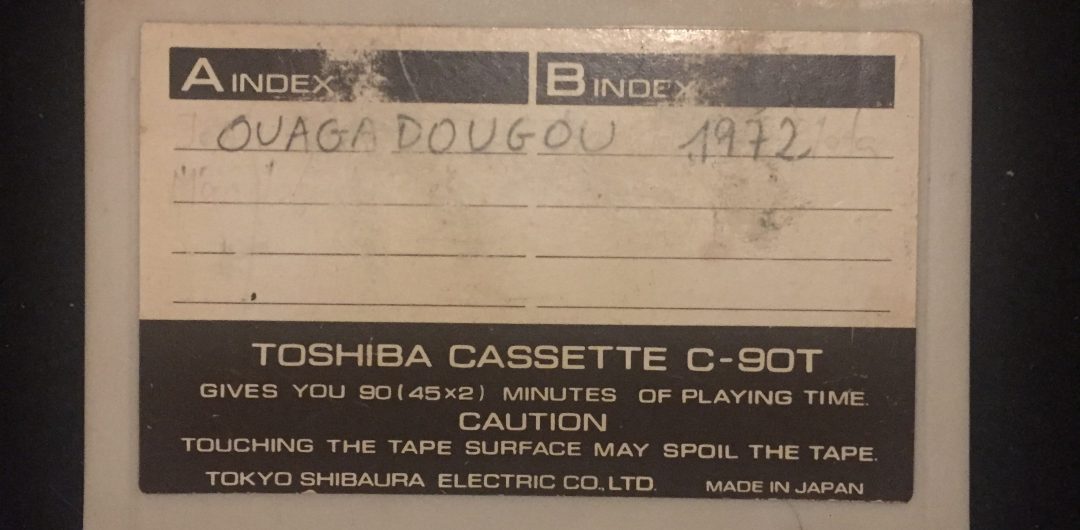 A INDEX B INDEX
OUAGADOUGOU 1972
TOSHIBA CASSETTE C-90T
GIVES YOU 90(45×2) MINUTES OF PLAYING TIME.
CAUTION
TOUCHING THE TAPE SURFACE MAY SPOIL THE TAPE.
TOKYO SHIBAURA ELECTRIC CO.,LTD. MADE IN JAPAN